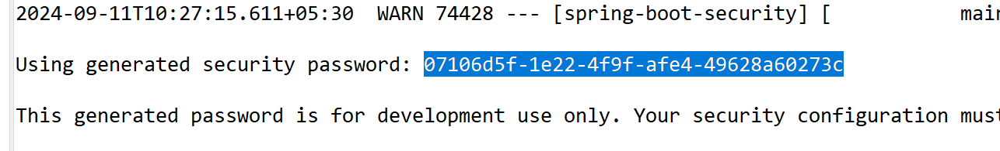 2024-09-11T10:27:15.611+05:30  WARN 74428 --- [spring-boot-security] [           main
Using generated security password: 07106d5f-1e22-4f9f-afe4-49628a60273c
This generated password is for development use only. Your security configuration must